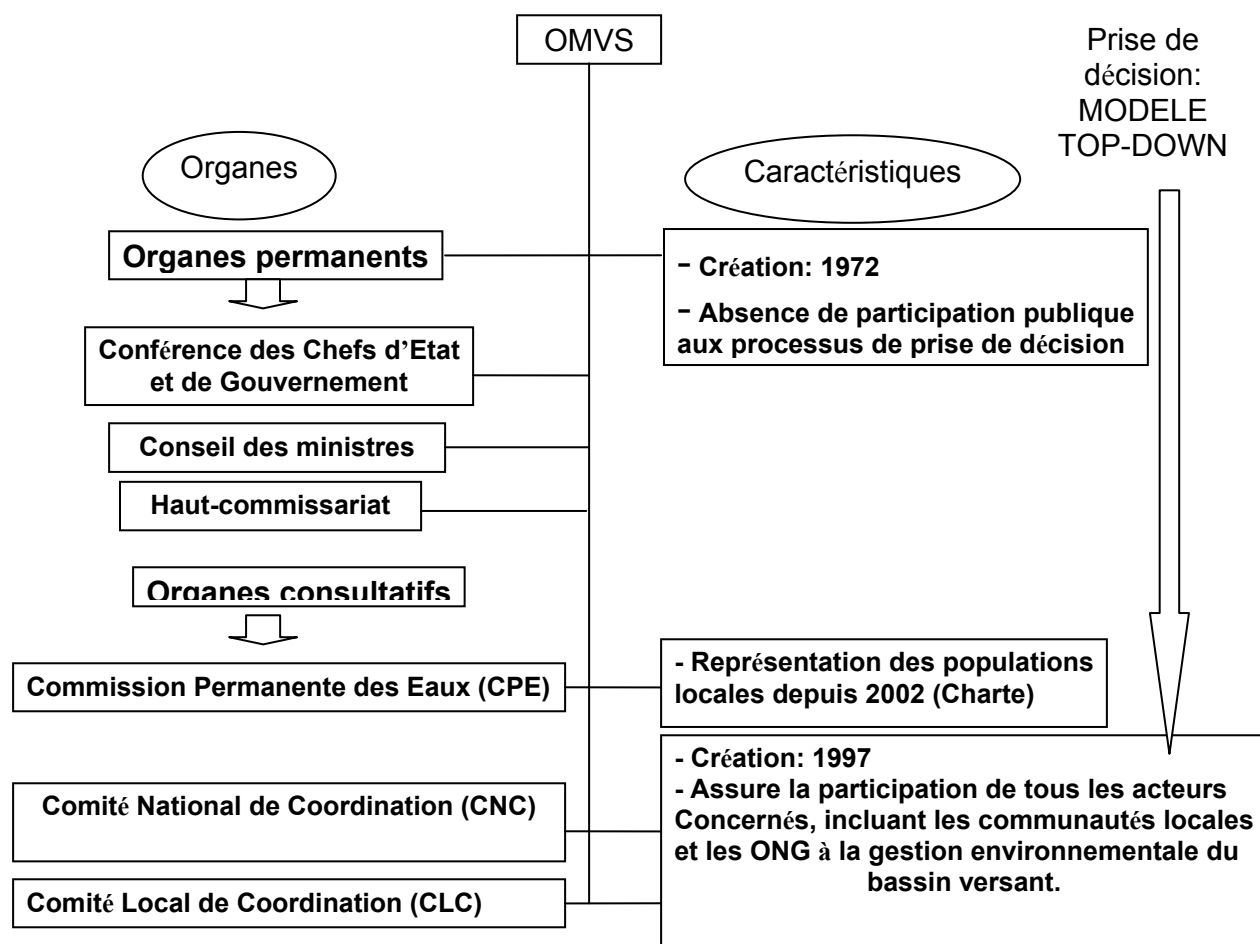 OMVS
Prise de
décision:
MODELE
TOP-DOWN
Organes
Caractéristiques
Organes permanents
- Création: 1972
- Absence de participation publique
aux processus de prise de décision
Conférence des Chefs d'Etat
et de Gouvernement
Conseil des ministres
Haut-commissariat
Organes consultatifs
Commission Permanente des Eaux (CPE)
- Représentation des populations
locales depuis 2002 (Charte)
Comité National de Coordination (CNC)
- Création: 1997
- Assure la participation de tous les acteurs
Concernés, incluant les communautés locales
et les ONG à la gestion environnementale du
bassin versant.
Comité Local de Coordination (CLC)